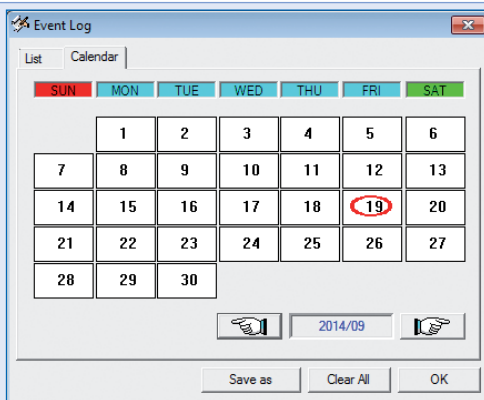 Event Log
List Calendar
SUN MON TUE WED THU FRI SAT
1 2 3 4 5 6
7 8 9 10 11 12 13
14 15 16 17 18 19 20
21 22 23 24 25 26 27
28 29 30
2014/09
Save as Clear All OK